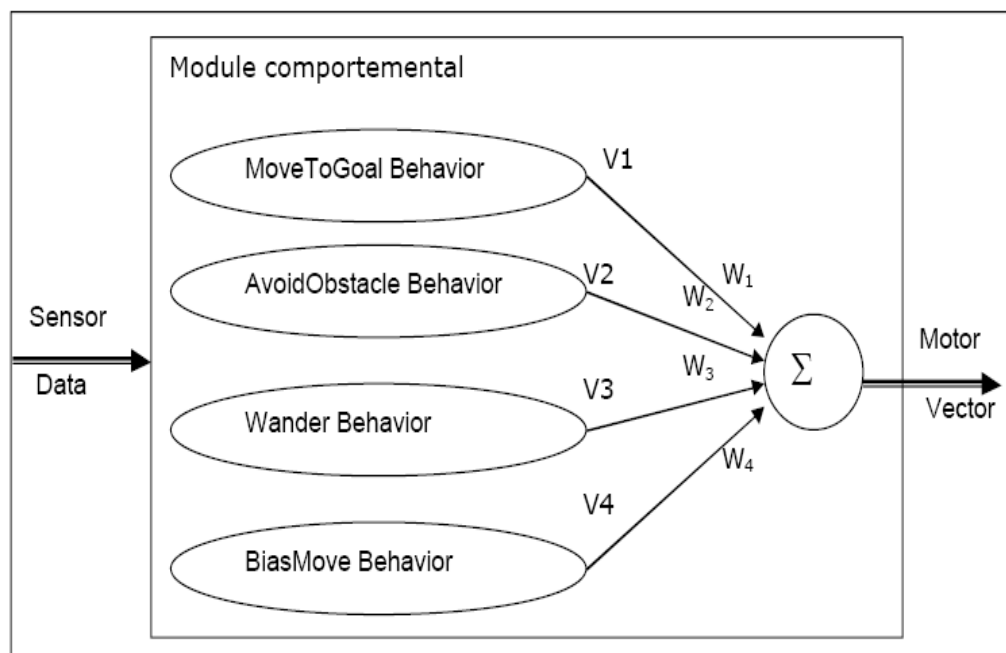 Module comportemental
MoveToGoal Behavior
V1
AvoidObstacle Behavior
V2
W₁
W₂
Sensor
Data
W₃
Σ
Motor
Vector
Wander Behavior
V3
W₄
V4
BiasMove Behavior